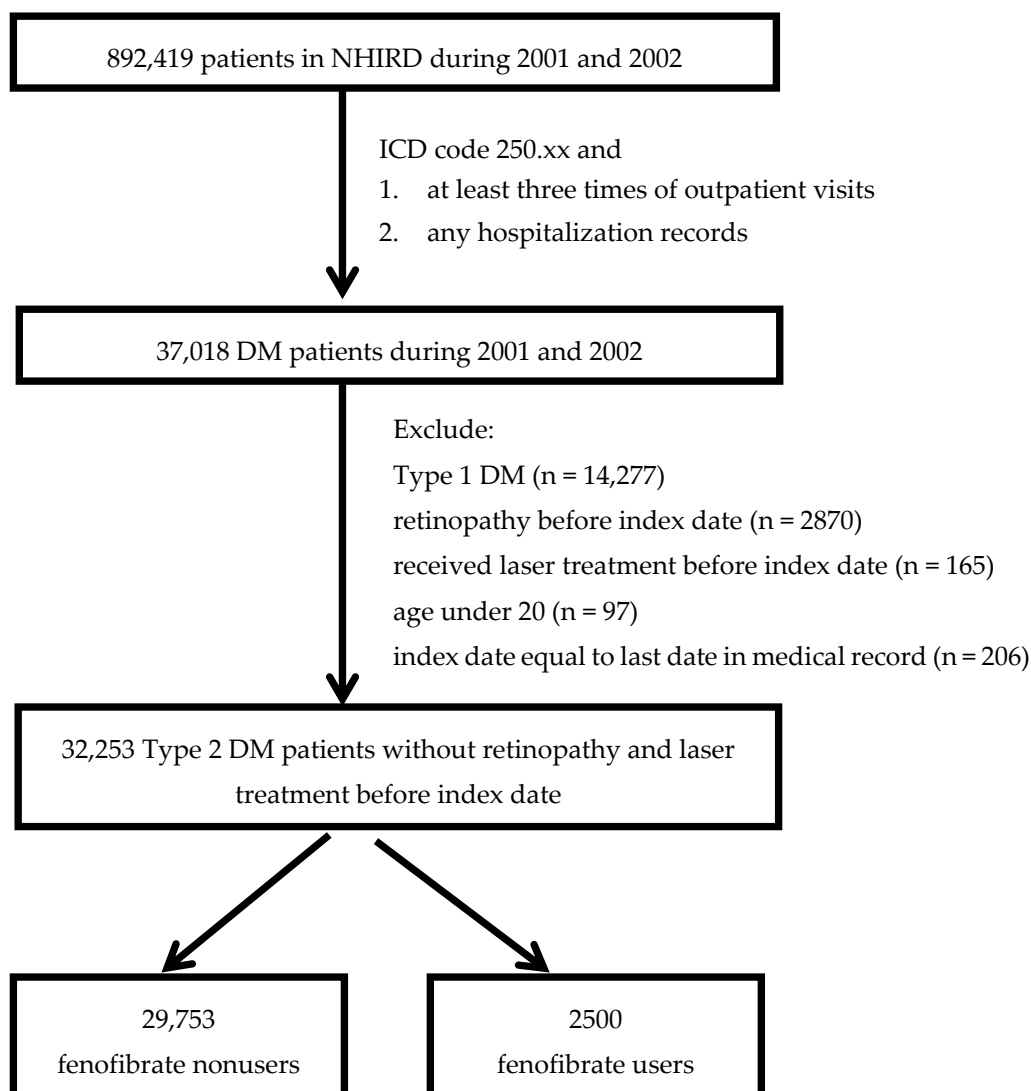 892,419 patients in NHIRD during 2001 and 2002
ICD code 250.xx and
1. at least three times of outpatient visits
2. any hospitalization records
37,018 DM patients during 2001 and 2002
Exclude:
Type 1 DM (n = 14,277)
retinopathy before index date (n = 2870)
received laser treatment before index date (n = 165)
age under 20 (n = 97)
index date equal to last date in medical record (n = 206)
32,253 Type 2 DM patients without retinopathy and laser
treatment before index date
29,753
fenofibrate nonusers
2500
fenofibrate users